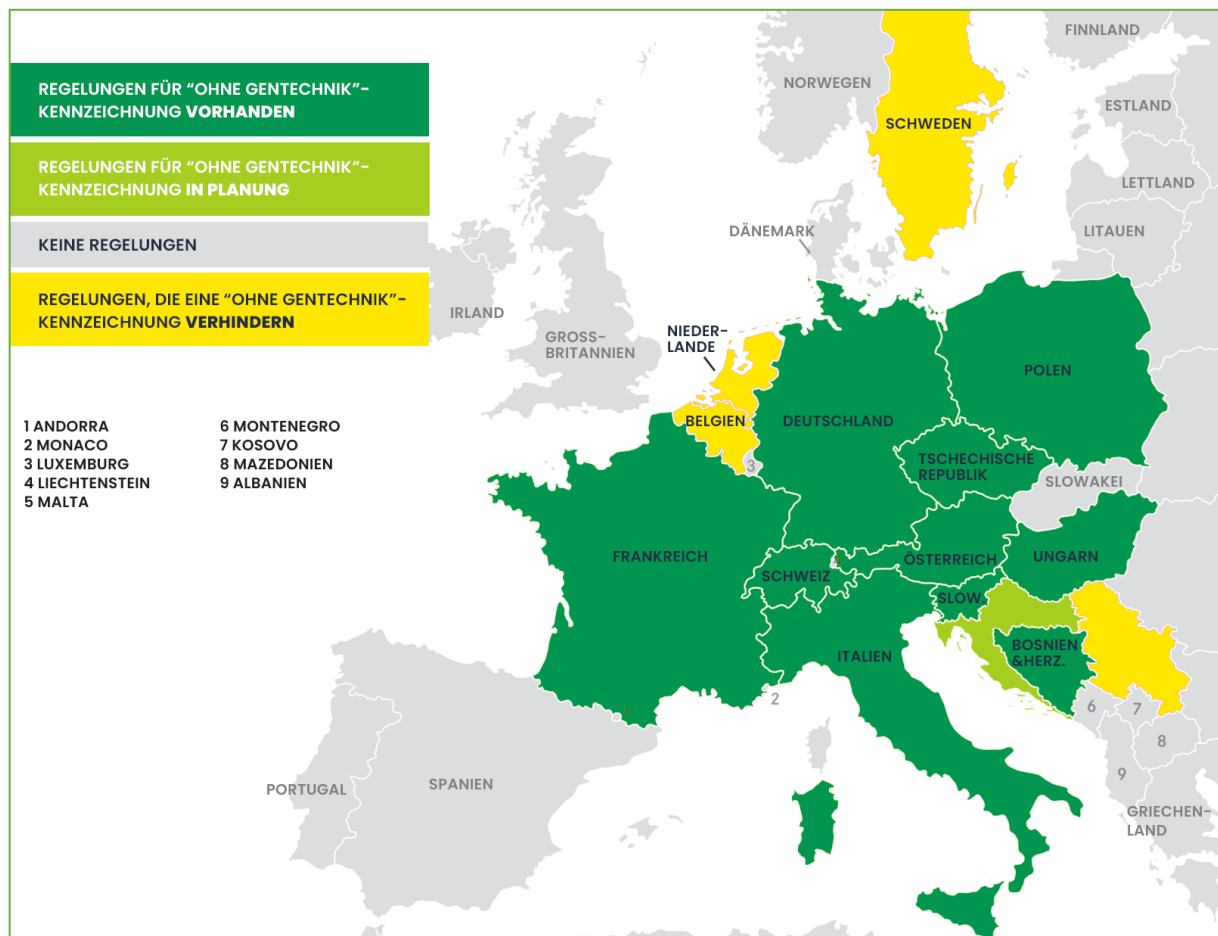 REGELUNGEN FÜR “OHNE GENTECHNIK”-
KENNZEICHNUNG VORHANDEN
REGELUNGEN FÜR “OHNE GENTECHNIK”-
KENNZEICHNUNG IN PLANUNG
KEINE REGELUNGEN
REGELUNGEN, DIE EINE “OHNE GENTECHNIK”-
KENNZEICHNUNG VERHINDERN
1 ANDORRA
2 MONACO
3 LUXEMBURG
4 LIECHTENSTEIN
5 MALTA
6 MONTENEGRO
7 KOSOVO
8 MAZEDONIEN
9 ALBANIEN
FINNLAND
NORWEGEN
ESTLAND
SCHWEDEN
LETTLAND
DÄNEMARK
LITAUEN
IRLAND
GROSS-
BRITANNIEN
NIEDER-
LANDE
POLEN
BELGIEN
DEUTSCHLAND
3
TSCHECHISCHE
REPUBLIK
SLOWAKEI
FRANKREICH
SCHWEIZ
ÖSTERREICH
UNGARN
SLOW.
ITALIEN
BOSNIEN
&HERZ.
2
6
7
8
9
PORTUGAL
SPANIEN
GRIECHEN-
LAND